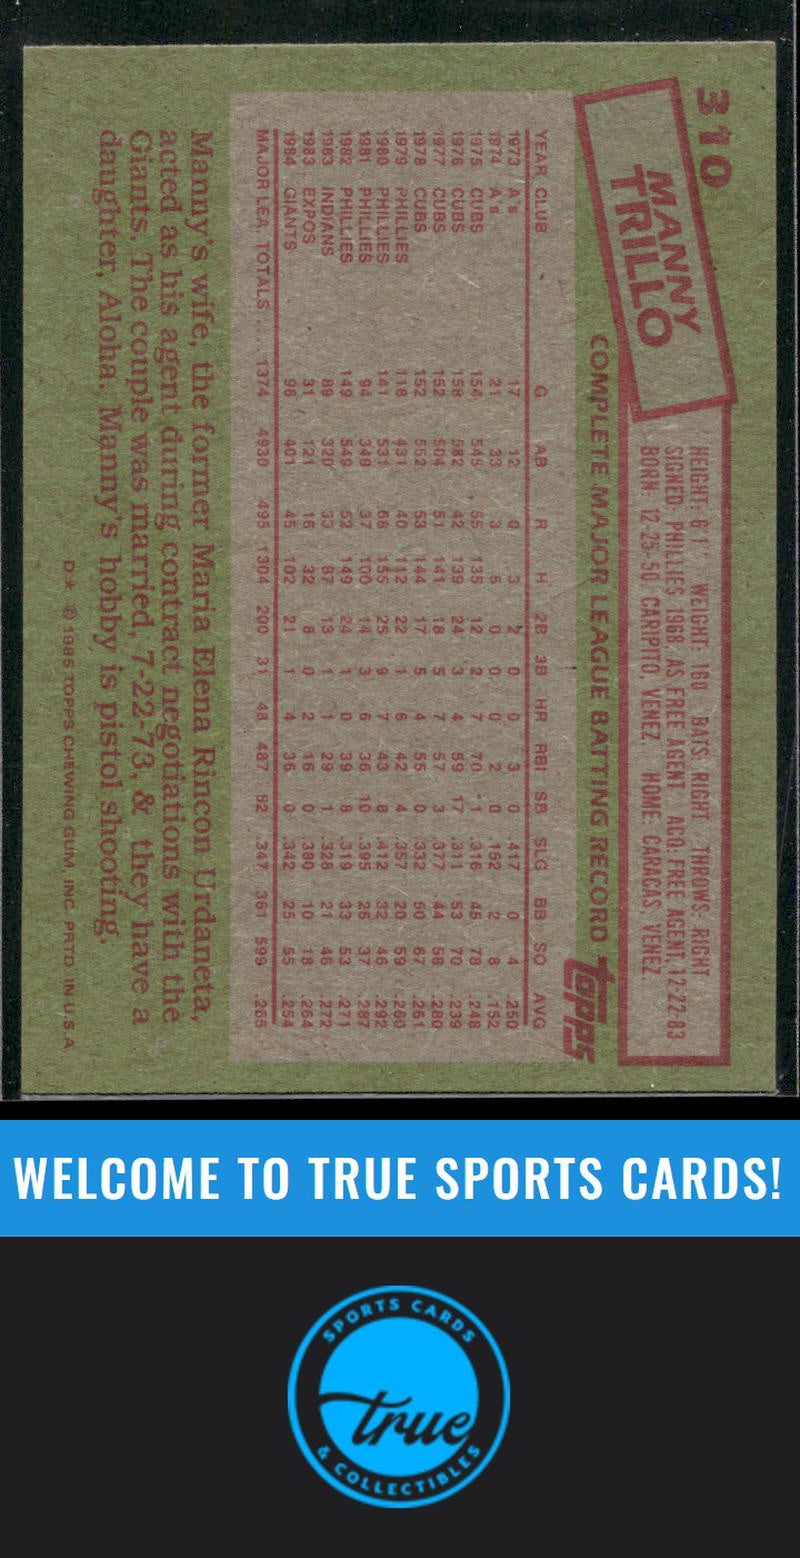 310
MANNY
TRILLO
HEIGHT: 6'1" WEIGHT: 160 BATS: RIGHT THROWS: RIGHT
SIGNED: PHILLIES 1968, AS FREE AGENT ACQ. FREE AGENT, 12-22-83
BORN: 12-25-50, CARIPITO, VENEZ. HOME: CARACAS, VENEZ.
COMPLETE MAJOR LEAGUE BATTING RECORD topps
YEAR CLUB G AB R H 2B 3B HR RBI SB SLG BB SO AVG
1973 A's 17 12 0 3 2 0 0 3 0 .417 0 4 .250
1974 A's 21 33 3 5 0 0 0 2 0 .152 2 8 .152
1975 CUBS 154 545 55 135 12 2 7 70 1 .316 45 78 .248
1976 CUBS 158 582 42 139 24 3 4 59 17 .311 53 70 .239
1977 CUBS 152 504 51 141 18 5 7 57 3 .377 44 58 .280
1978 CUBS 152 552 53 144 17 5 4 55 0 .332 50 67 .261
1979 PHILLIES 118 431 40 112 22 1 6 42 4 .357 20 59 .260
1980 PHILLIES 141 531 68 155 25 9 7 43 8 .412 32 46 .292
1981 PHILLIES 94 349 37 100 14 3 6 36 10 .395 26 37 .287
1982 PHILLIES 149 549 52 149 24 1 0 39 8 .319 33 53 .271
1983 INDIANS 89 320 33 87 13 1 1 29 1 .328 21 46 .272
1983 EXPOS 31 121 16 32 8 0 2 16 0 .380 10 18 .264
1984 GIANTS 98 401 45 102 21 1 4 36 0 .342 25 55 .254
MAJOR LEA. TOTALS ..... 1374 4930 495 1304 200 31 48 487 52 .347 361 599 .265
Manny's wife, the former Maria Elena Rincon Urdaneta,
acted as his agent during contract negotiations with the
Giants. The couple was married, 7-22-73, & they have a
daughter, Aloha. Manny's hobby is pistol shooting.
D* © 1985 TOPPS CHEWING GUM, INC. PRTD. IN U.S.A.
WELCOME TO TRUE SPORTS CARDS!
SPORTS CARDS
true
& COLLECTIBLES